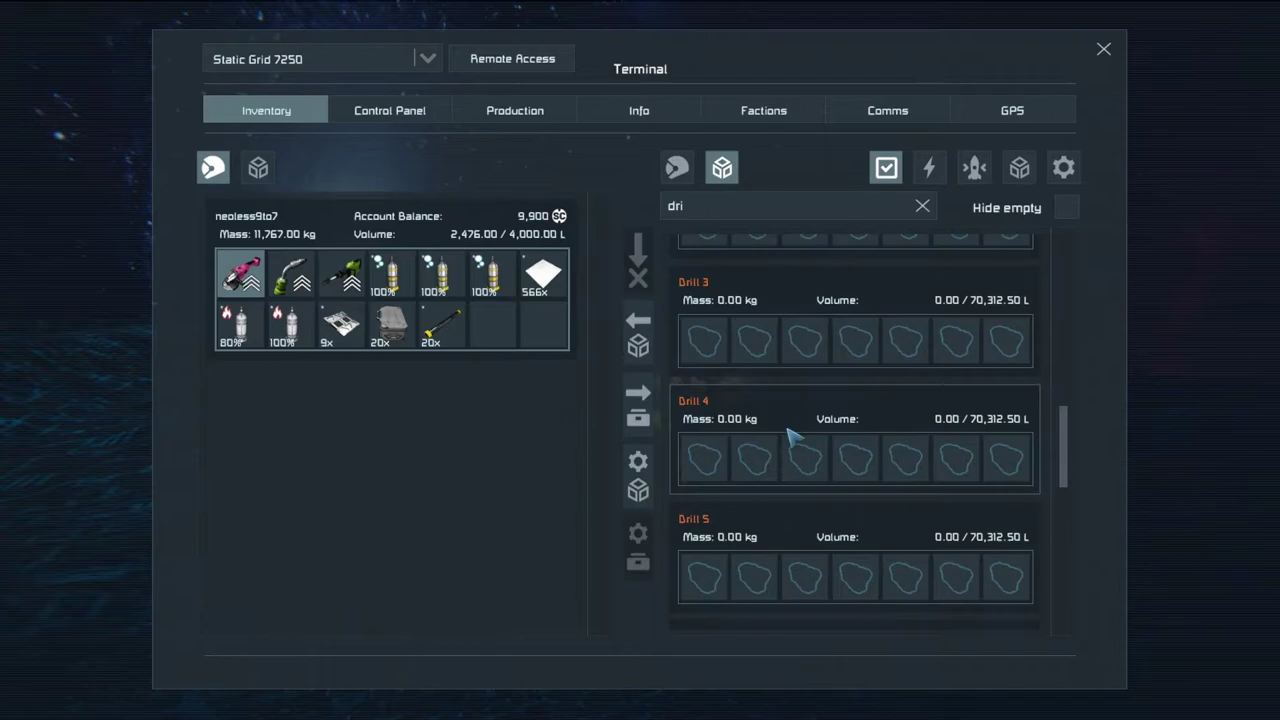 Static Grid 7250
Remote Access
Terminal
Inventory
Control Panel
Production
Info
Factions
Comms
GPS
dri
Hide empty
neoless9to7
Account Balance:
9,900 SC
Mass: 11,767.00 kg
Volume:
2,476.00 / 4,000.00 L
100%
100%
100%
566x
80%
100%
9x
20x
20x
Drill 3
Mass: 0.00 kg
Volume:
0.00 / 70,312.50 L
Drill 4
Mass: 0.00 kg
Volume:
0.00 / 70,312.50 L
Drill 5
Mass: 0.00 kg
Volume:
0.00 / 70,312.50 L